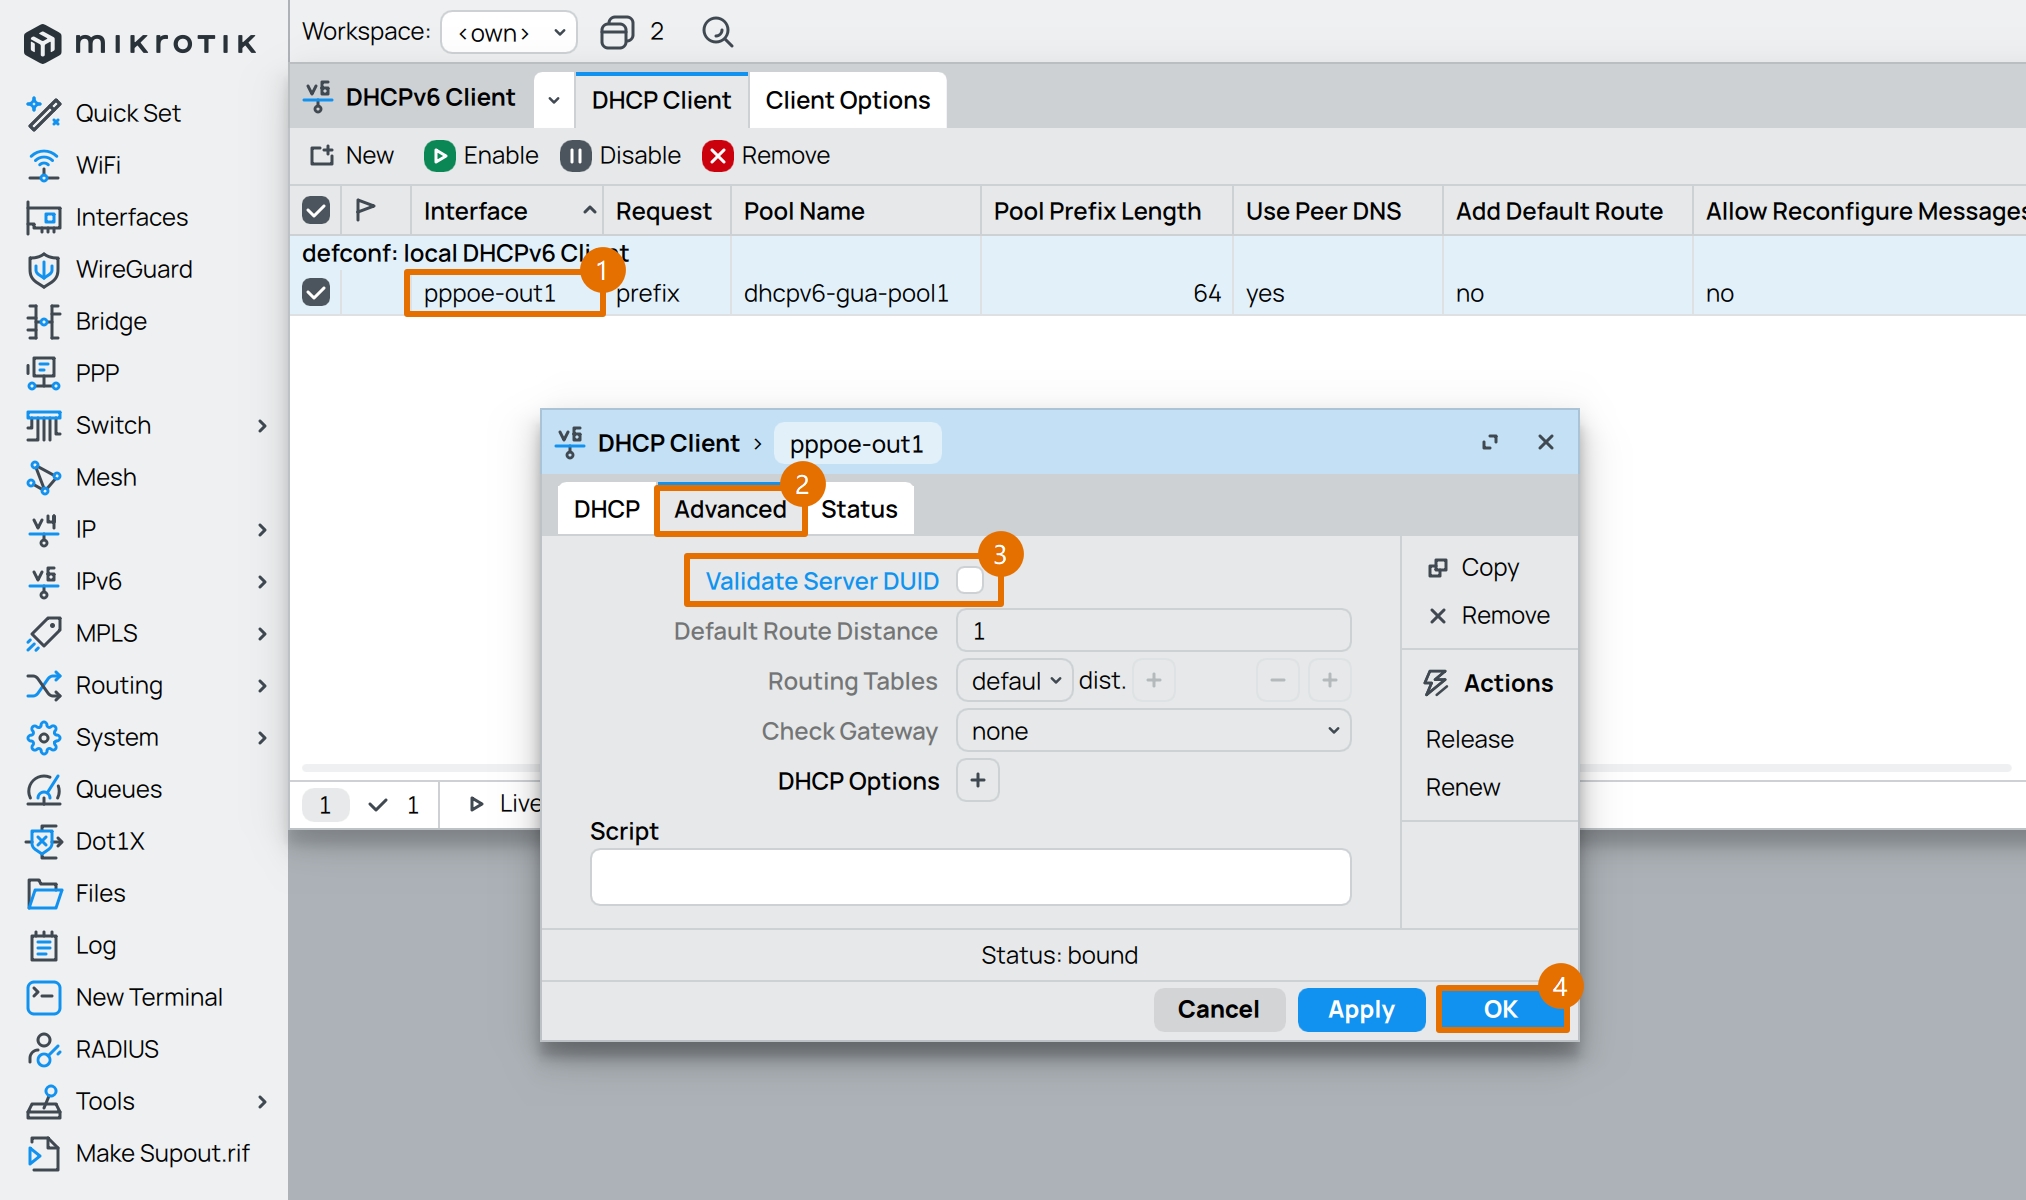 mikrotik
Workspace: <own> 2
Quick Set
WiFi
Interfaces
WireGuard
Bridge
PPP
Switch
Mesh
IP
IPv6
MPLS
Routing
System
Queues
Dot1X
Files
Log
New Terminal
RADIUS
Tools
Make Supout.rif
DHCPv6 Client DHCP Client Client Options
New Enable Disable Remove
Interface Request Pool Name Pool Prefix Length Use Peer DNS Add Default Route Allow Reconfigure Messages
defconf: local DHCPv6 Client
1
pppoe-out1 prefix dhcpv6-gua-pool1 64 yes no no
DHCP Client › pppoe-out1
2
DHCP Advanced Status
3
Validate Server DUID
Default Route Distance 1
Routing Tables defaul dist.
Check Gateway none
DHCP Options
Script
Copy
Remove
Actions
Release
Renew
Status: bound
4
Cancel Apply OK
1 1 Live